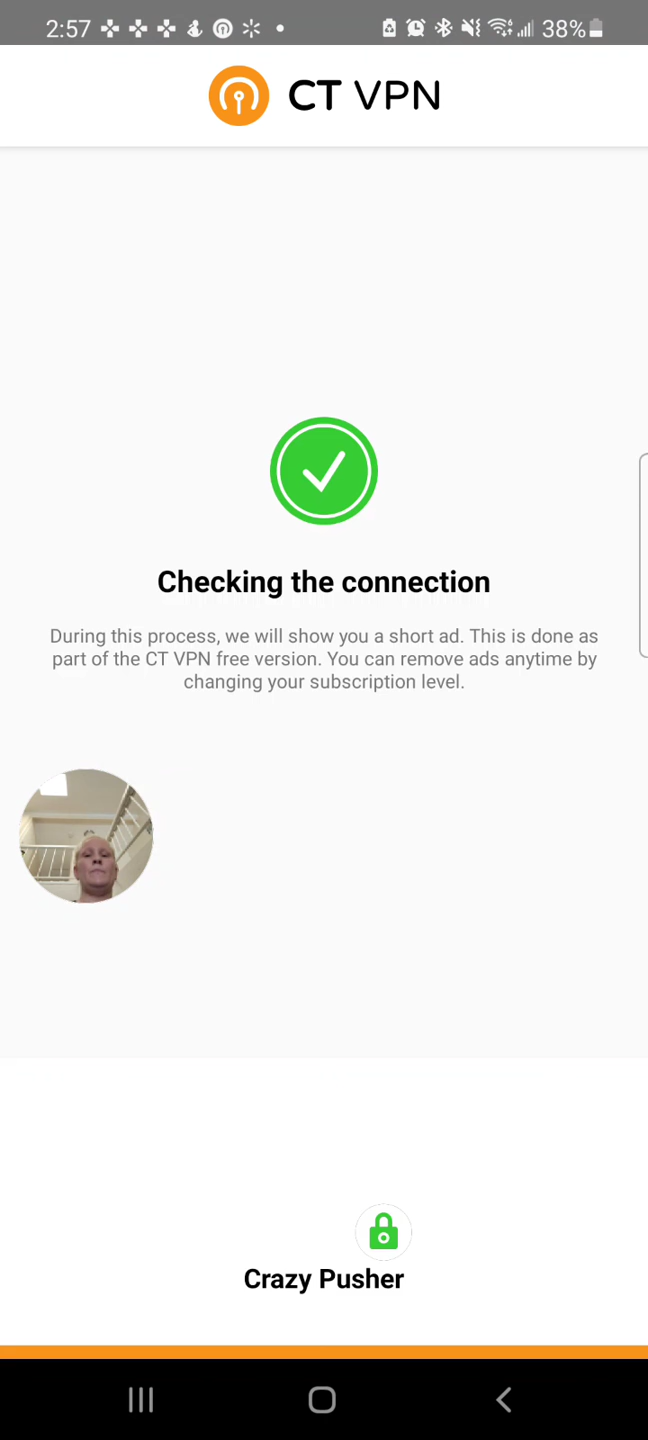 2:57 38%
CT VPN
Checking the connection
During this process, we will show you a short ad. This is done as
part of the CT VPN free version. You can remove ads anytime by
changing your subscription level.
Crazy Pusher